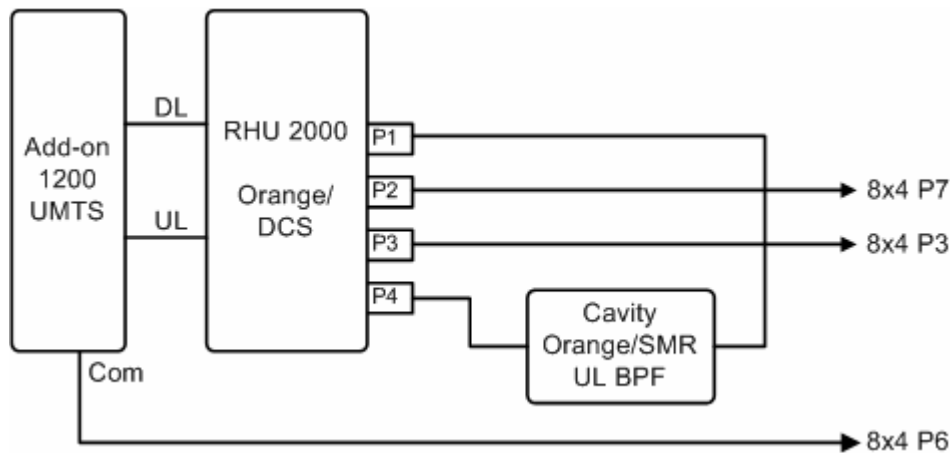 Add-on
1200
UMTS
DL
UL
RHU 2000
Orange/
DCS
P1
P2
P3
P4
8x4 P7
8x4 P3
Cavity
Orange/SMR
UL BPF
Com
8x4 P6